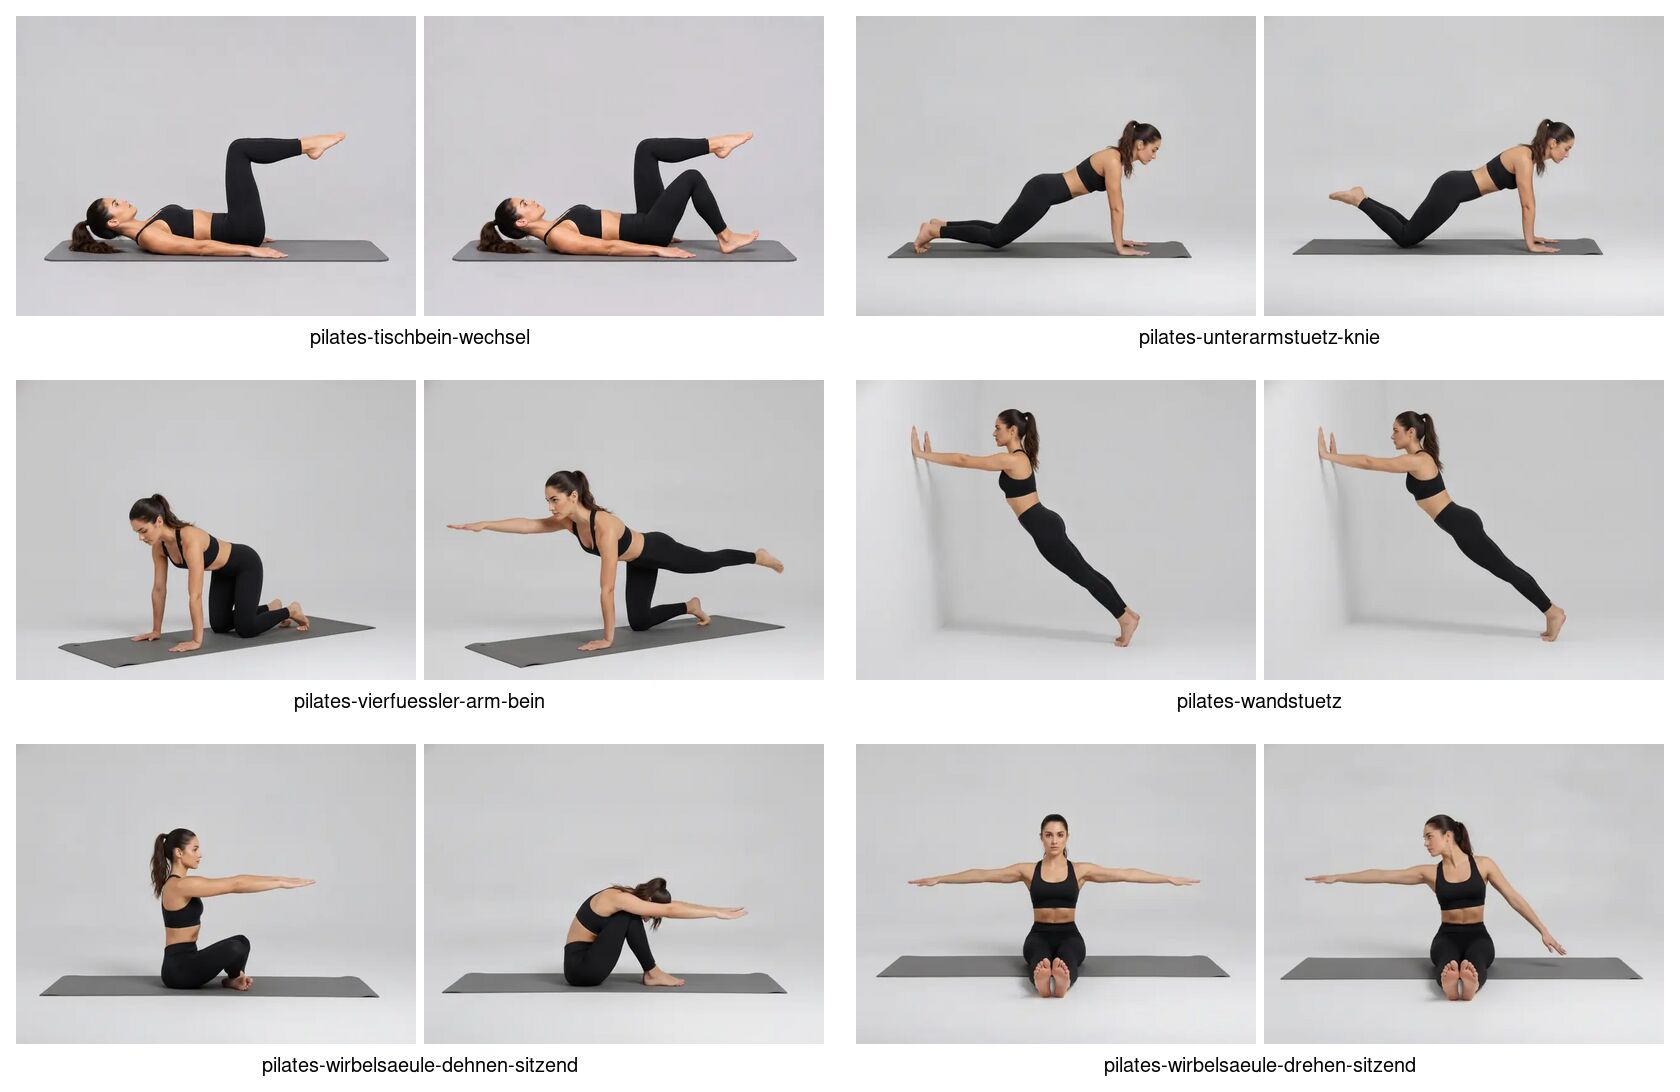 pilates-tischbein-wechsel
pilates-unterarmstuetz-knie
pilates-vierfuessler-arm-bein
pilates-wandstuetz
pilates-wirbelsaeule-dehnen-sitzend
pilates-wirbelsaeule-drehen-sitzend